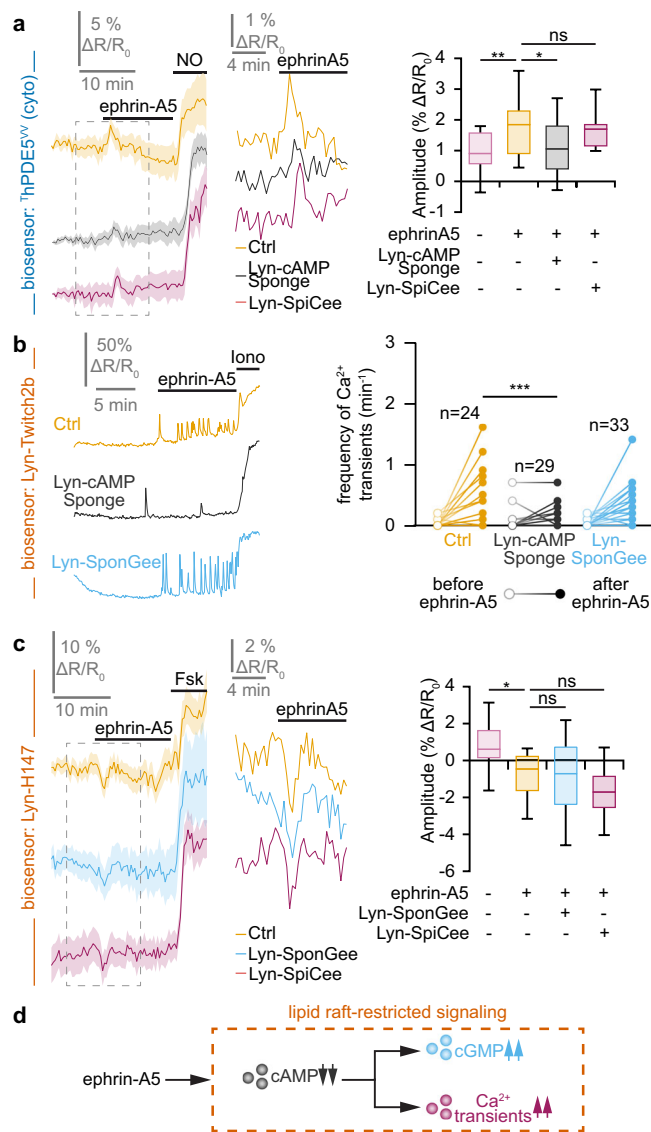 a
biosensor: ThPDE5VV (cyto)
5 %
ΔR/R0
10 min
NO
ephrin-A5
1 %
ΔR/R0
4 min
ephrinA5
Ctrl
Lyn-cAMP
Sponge
Lyn-SpiCee
Amplitude (% ΔR/R0)
ns
** *
4
3
2
1
0
-1
ephrinA5 - + + +
Lyn-cAMP
Sponge - - + -
Lyn-SpiCee - - - +
b
biosensor: Lyn-Twitch2b
50%
ΔR/R0
5 min
Iono
ephrin-A5
Ctrl
Lyn-cAMP
Sponge
Lyn-SponGee
frequency of Ca2+
transients (min-1)
3
2
1
0
***
n=24
n=29
n=33
Ctrl
Lyn-cAMP
Sponge
Lyn-
SponGee
before
ephrin-A5
after
ephrin-A5
c
biosensor: Lyn-H147
10 %
ΔR/R0
10 min
Fsk
ephrin-A5
2 %
ΔR/R0
4 min
ephrinA5
Ctrl
Lyn-SponGee
Lyn-SpiCee
Amplitude (% ΔR/R0)
ns
* ns
4
2
0
-2
-4
-6
ephrin-A5 - + + +
Lyn-SponGee - - + -
Lyn-SpiCee - - - +
d
lipid raft-restricted signaling
ephrin-A5
cAMP
cGMP
Ca2+
transients